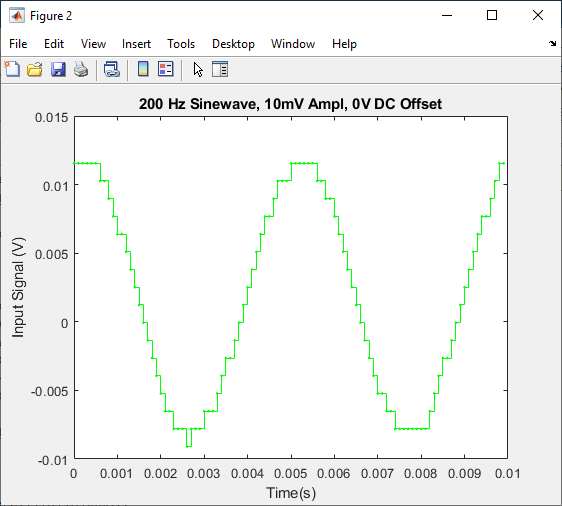 Figure 2
File Edit View Insert Tools Desktop Window Help
200 Hz Sinewave, 10mV Ampl, 0V DC Offset
0.015
0.01
0.005
0
-0.005
-0.01
Input Signal (V)
0 0.001 0.002 0.003 0.004 0.005 0.006 0.007 0.008 0.009 0.01
Time(s)